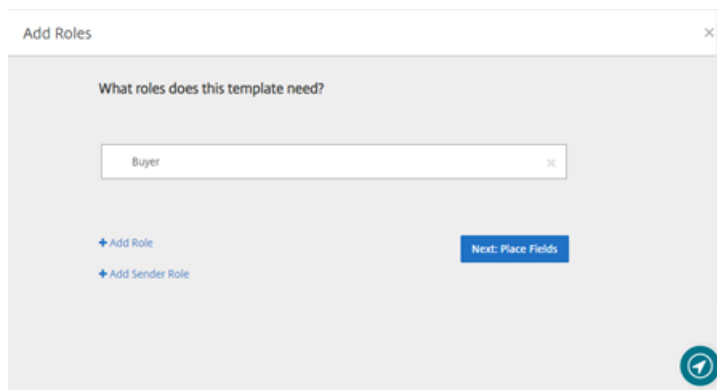 Add Roles
What roles does this template need?
Buyer
+ Add Role
Next: Place Fields
+ Add Sender Role